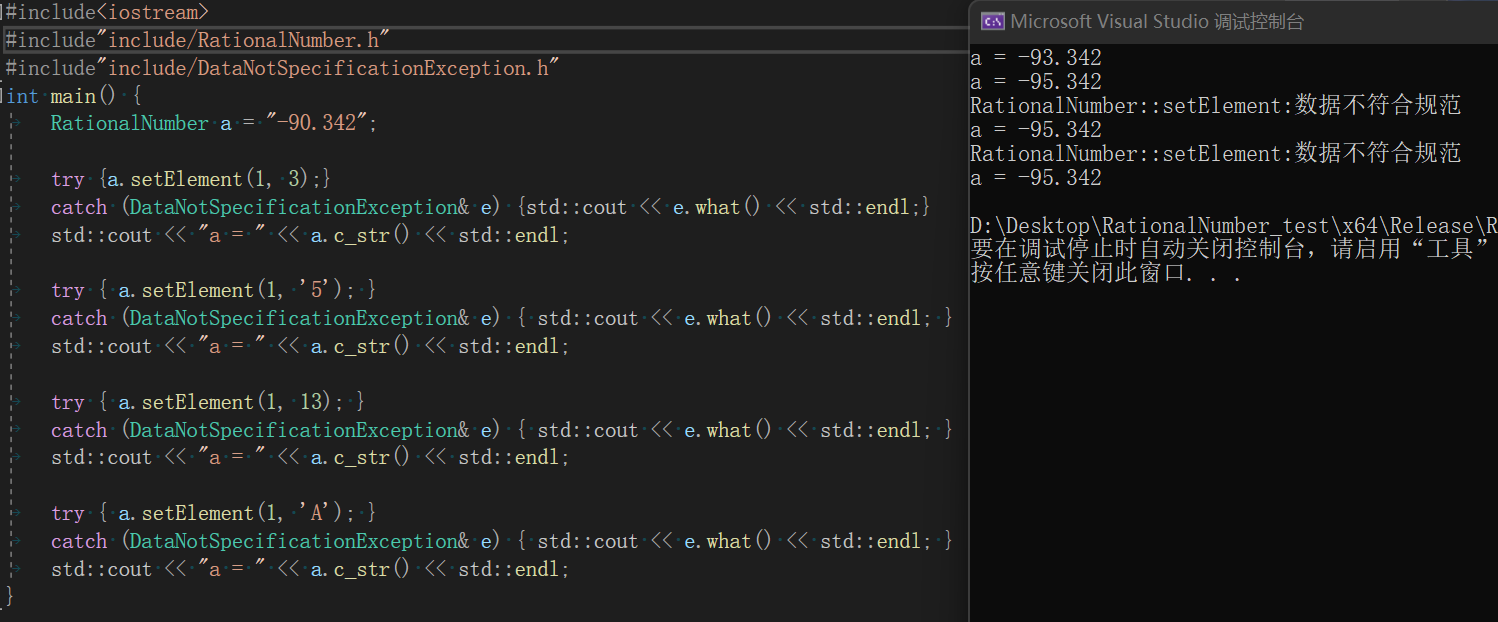 #include<iostream>
#include"include/RationalNumber.h"
#include"include/DataNotSpecificationException.h"
int main() {
RationalNumber a = "-90.342";
try {a.setElement(1, 3);}
catch (DataNotSpecificationException& e) {std::cout << e.what() << std::endl;}
std::cout << "a = " << a.c_str() << std::endl;
try { a.setElement(1, '5'); }
catch (DataNotSpecificationException& e) { std::cout << e.what() << std::endl; }
std::cout << "a = " << a.c_str() << std::endl;
try { a.setElement(1, 13); }
catch (DataNotSpecificationException& e) { std::cout << e.what() << std::endl; }
std::cout << "a = " << a.c_str() << std::endl;
try { a.setElement(1, 'A'); }
catch (DataNotSpecificationException& e) { std::cout << e.what() << std::endl; }
std::cout << "a = " << a.c_str() << std::endl;
}
C:\ Microsoft Visual Studio 调试控制台
a = -93.342
a = -95.342
RationalNumber::setElement:数据不符合规范
a = -95.342
RationalNumber::setElement:数据不符合规范
a = -95.342
D:\Desktop\RationalNumber_test\x64\Release\R
要在调试停止时自动关闭控制台，请启用“工具”
按任意键关闭此窗口. . .